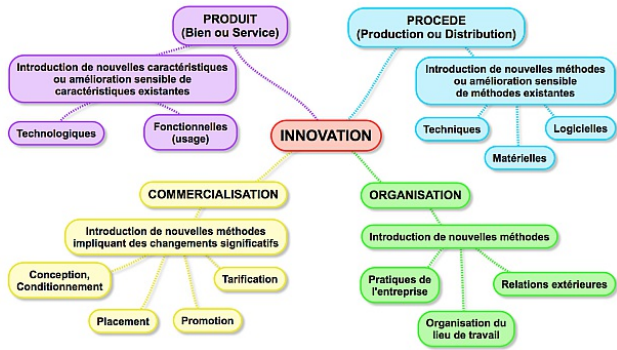 PRODUIT
(Bien ou Service)
Introduction de nouvelles caractéristiques
ou amélioration sensible de
caractéristiques existantes
Technologiques
Fonctionnelles
(usage)
PROCEDE
(Production ou Distribution)
Introduction de nouvelles méthodes
ou amélioration sensible
de méthodes existantes
Techniques
Matérielles
Logicielles
INNOVATION
COMMERCIALISATION
Introduction de nouvelles méthodes
impliquant des changements significatifs
Conception,
Conditionnement
Placement
Promotion
Tarification
ORGANISATION
Introduction de nouvelles méthodes
Pratiques de
l'entreprise
Organisation du
lieu de travail
Relations extérieures